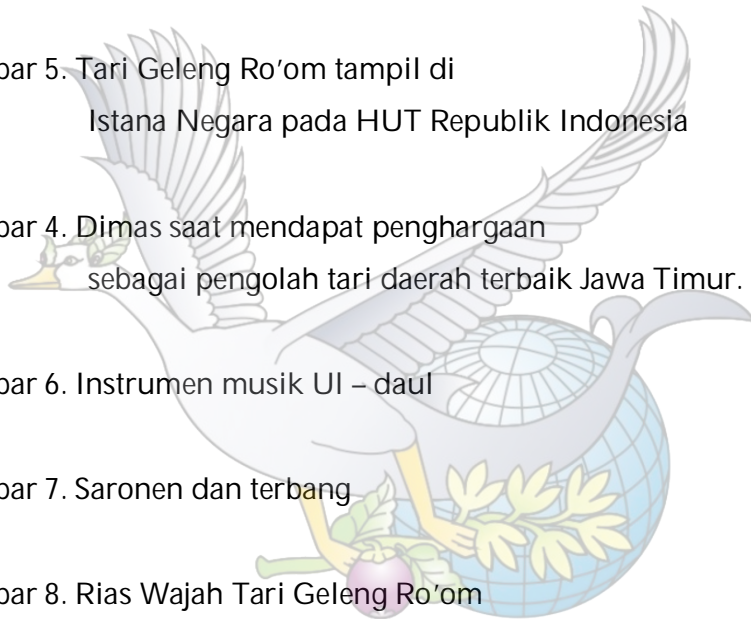 bar 5. Tari Geleng Ro’om tampil di
Istana Negara pada HUT Republik Indonesia
bar 4. Dimas saat mendapat penghargaan
sebagai pengolah tari daerah terbaik Jawa Timur.
bar 6. Instrumen musik Ul – daul
bar 7. Saronen dan terbang
bar 8. Rias Wajah Tari Geleng Ro’om